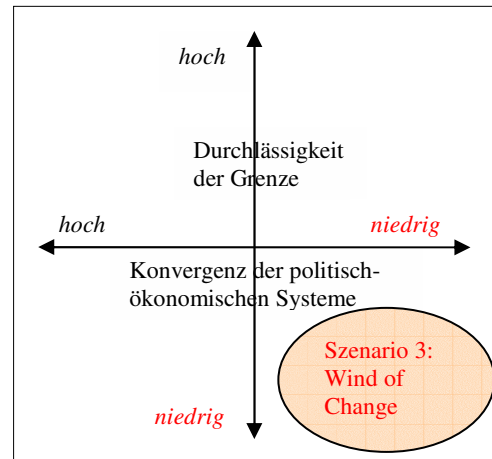 hoch
Durchlässigkeit
der Grenze
hoch
niedrig
Konvergenz der politisch-
ökonomischen Systeme
Szenario 3:
Wind of
Change
niedrig